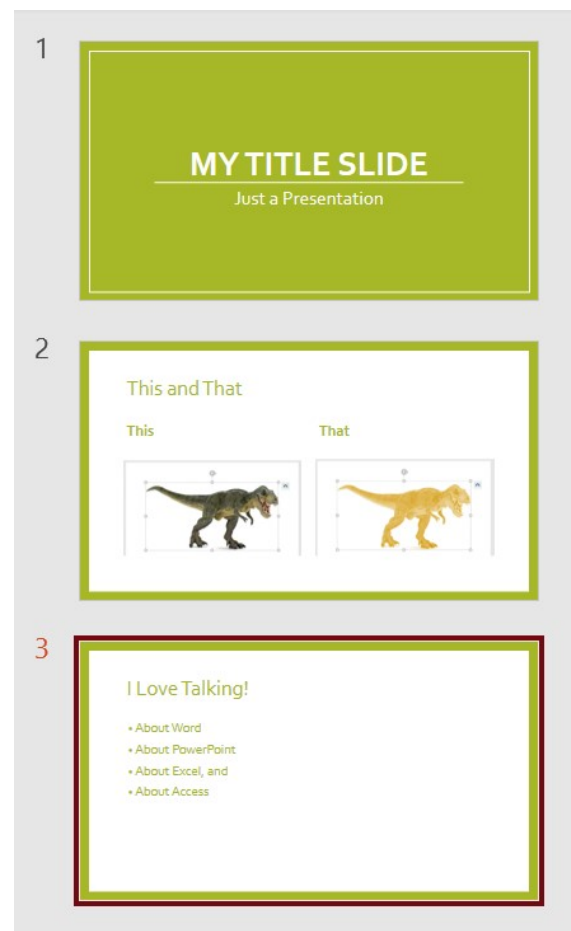 1
MY TITLE SLIDE
Just a Presentation
2
This and That
This That
3
I Love Talking!
• About Word
• About PowerPoint
• About Excel, and
• About Access